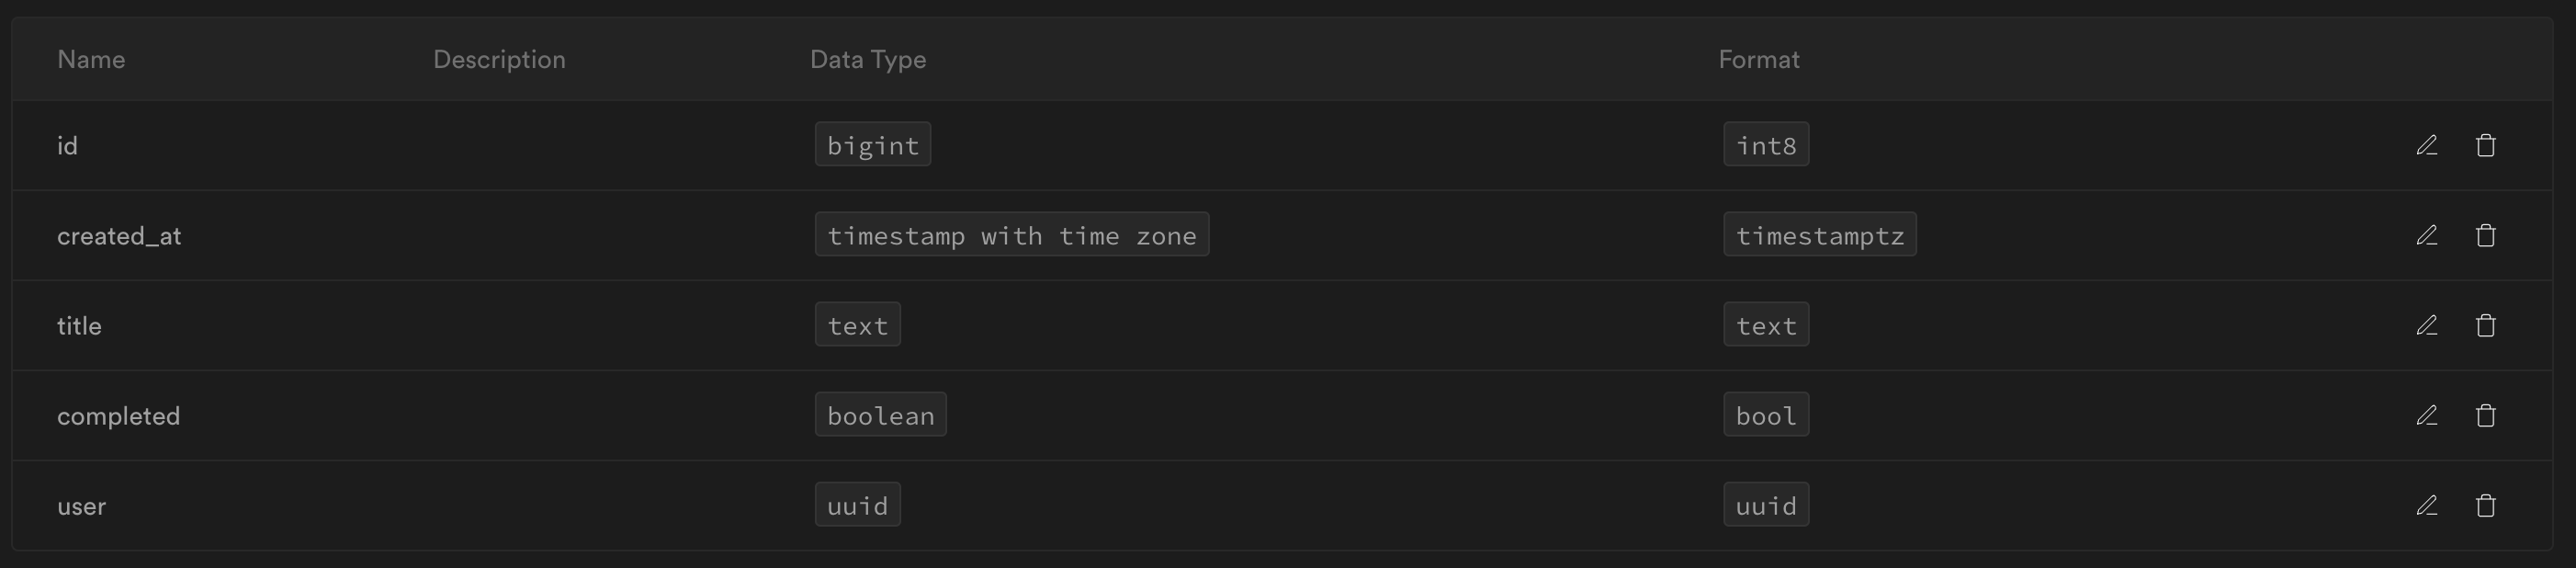 Name Description Data Type Format
id bigint int8
created_at timestamp with time zone timestamptz
title text text
completed boolean bool
user uuid uuid